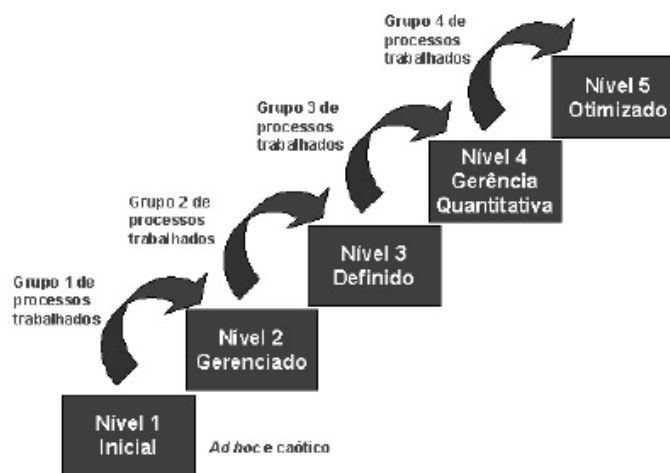 Grupo 4 de
processos
trabalhados
Nível 5
Otimizado
Grupo 3 de
processos
trabalhados
Nível 4
Gerência
Quantitativa
Grupo 2 de
processos
trabalhados
Nível 3
Definido
Grupo 1 de
processos
trabalhados
Nível 2
Gerenciado
Nível 1
Inicial
Ad hoc e caótico